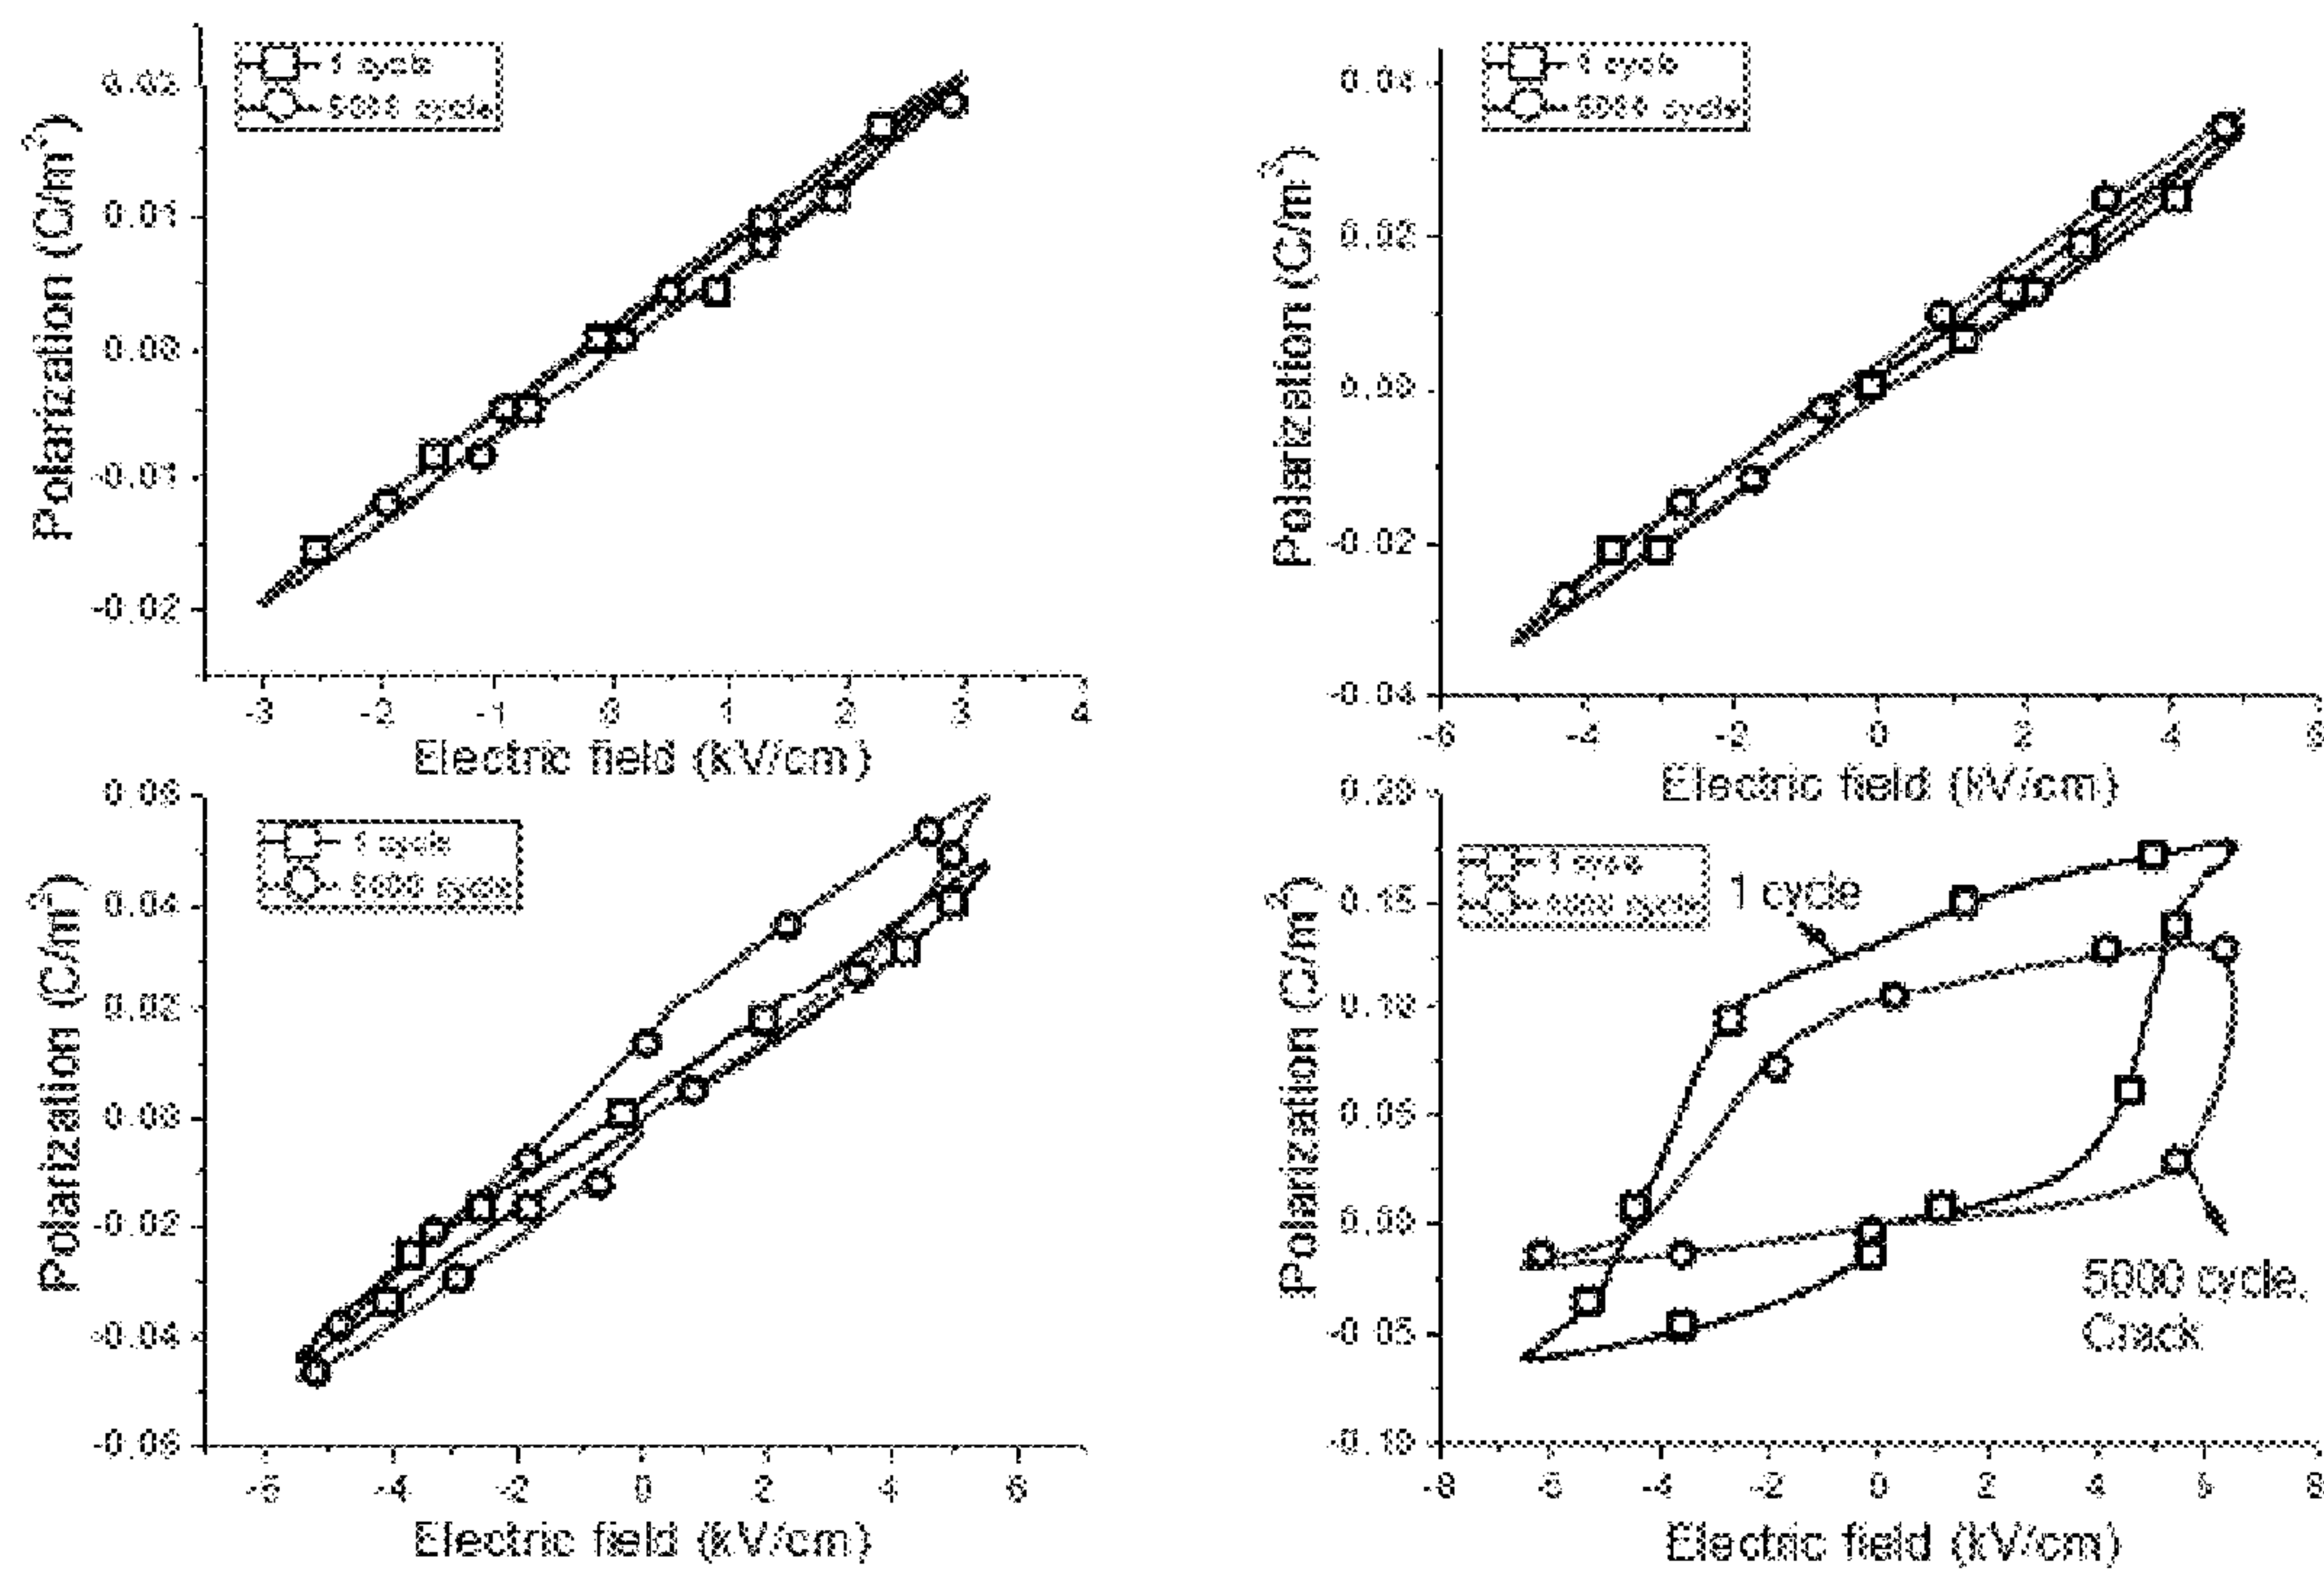 1 cycle
cycle
0.02
0.01
0.00
-0.01
-0.02
Polarization (C/m²)
-3
-2
-1
0
1
2
3
4
Electric field (kV/cm)
1 cycle
cycle
0.04
0.02
0.00
-0.02
-0.04
Polarization (C/m²)
-6
-4
-2
0
2
4
6
Electric field (kV/cm)
1 cycle
5000 cycle
0.06
0.04
0.02
0.00
-0.02
-0.04
-0.06
Polarization (C/m²)
-6
-4
-2
0
2
4
6
Electric field (kV/cm)
1 cycle
5000 cycle
1 cycle
5000 cycle,
Crack
0.20
0.15
0.10
0.05
0.00
-0.05
-0.10
Polarization (C/m²)
-8
-6
-4
-2
0
2
4
6
8
Electric field (kV/cm)